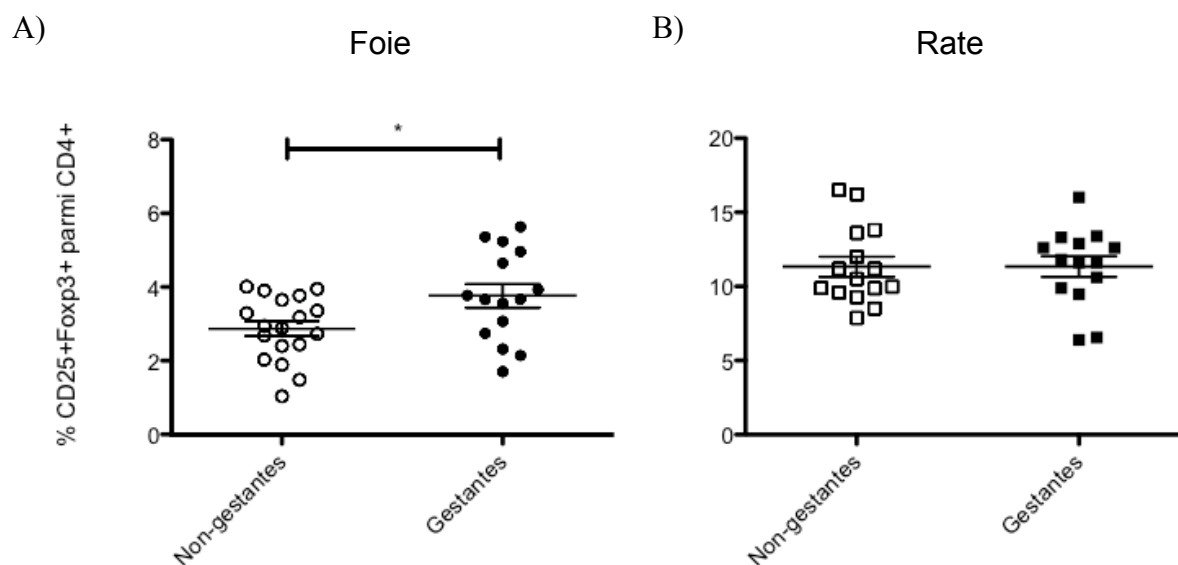 A)
Foie
% CD25+Foxp3+ parmi CD4+
8
6
4
2
0
*
Non-gestantes
Gestantes
B)
Rate
20
15
10
5
0
Non-gestantes
Gestantes